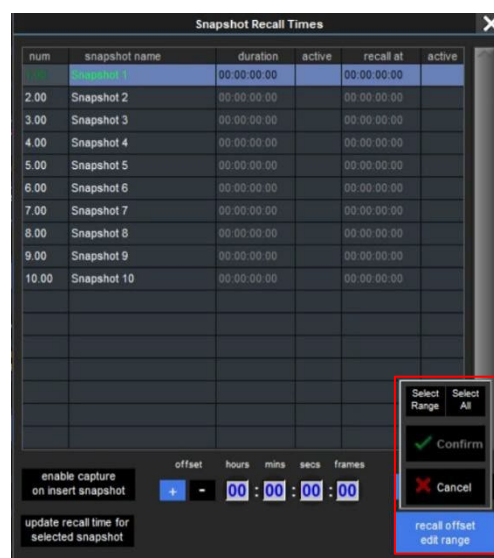 Snapshot Recall Times
num snapshot name duration active recall at active
1.00 Snapshot 1 00:00:00:00 00:00:00:00
2.00 Snapshot 2 00:00:00:00 00:00:00:00
3.00 Snapshot 3 00:00:00:00 00:00:00:00
4.00 Snapshot 4 00:00:00:00 00:00:00:00
5.00 Snapshot 5 00:00:00:00 00:00:00:00
6.00 Snapshot 6 00:00:00:00 00:00:00:00
7.00 Snapshot 7 00:00:00:00 00:00:00:00
8.00 Snapshot 8 00:00:00:00 00:00:00:00
9.00 Snapshot 9 00:00:00:00 00:00:00:00
10.00 Snapshot 10 00:00:00:00 00:00:00:00
Select Select
Range All
Confirm
Cancel
offset hours mins secs frames
enable capture
on insert snapshot
+ - 00 : 00 : 00 : 00
update recall time for
selected snapshot
recall offset
edit range